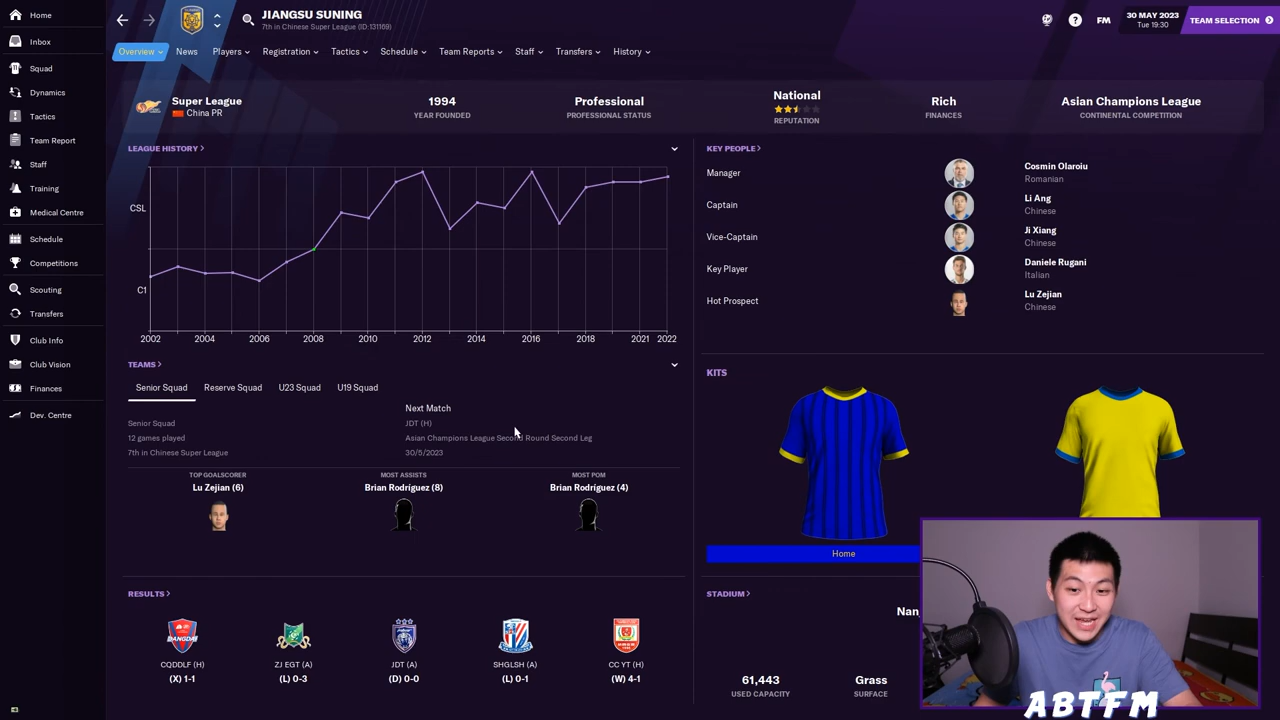 Home
JIANGSU SUNING
7th in Chinese Super League (ID:131169)
FM
30 MAY 2023
Tue 19:30
TEAM SELECTION
Overview
News
Players
Registration
Tactics
Schedule
Team Reports
Staff
Transfers
History
Inbox
Squad
Dynamics
Tactics
Team Report
Staff
Training
Medical Centre
Schedule
Competitions
Scouting
Transfers
Club Info
Club Vision
Finances
Dev. Centre
Super League
China PR
1994
YEAR FOUNDED
Professional
PROFESSIONAL STATUS
National
REPUTATION
Rich
FINANCES
Asian Champions League
CONTINENTAL COMPETITION
LEAGUE HISTORY
CSL
C1
2002
2004
2006
2008
2010
2012
2014
2016
2018
2021
2022
KEY PEOPLE
Manager
Cosmin Olaroiu
Romanian
Captain
Li Ang
Chinese
Vice-Captain
Ji Xiang
Chinese
Key Player
Daniele Rugani
Italian
Hot Prospect
Lu Zejian
Chinese
TEAMS
Senior Squad
Reserve Squad
U23 Squad
U19 Squad
Next Match
Senior Squad
JDT (H)
12 games played
Asian Champions League Second Round Second Leg
7th in Chinese Super League
30/5/2023
TOP GOALSCORER
Lu Zejian (6)
MOST ASSISTS
Brian Rodríguez (8)
MOST POM
Brian Rodríguez (4)
KITS
Home
RESULTS
DANGDAI
CQDDLF (H)
(X) 1-1
ZJ EGT (A)
(L) 0-3
JDT (A)
(D) 0-0
SHGLSH (A)
(L) 0-1
CC YT (H)
(W) 4-1
STADIUM
Nan
61,443
USED CAPACITY
Grass
SURFACE
ABTFM